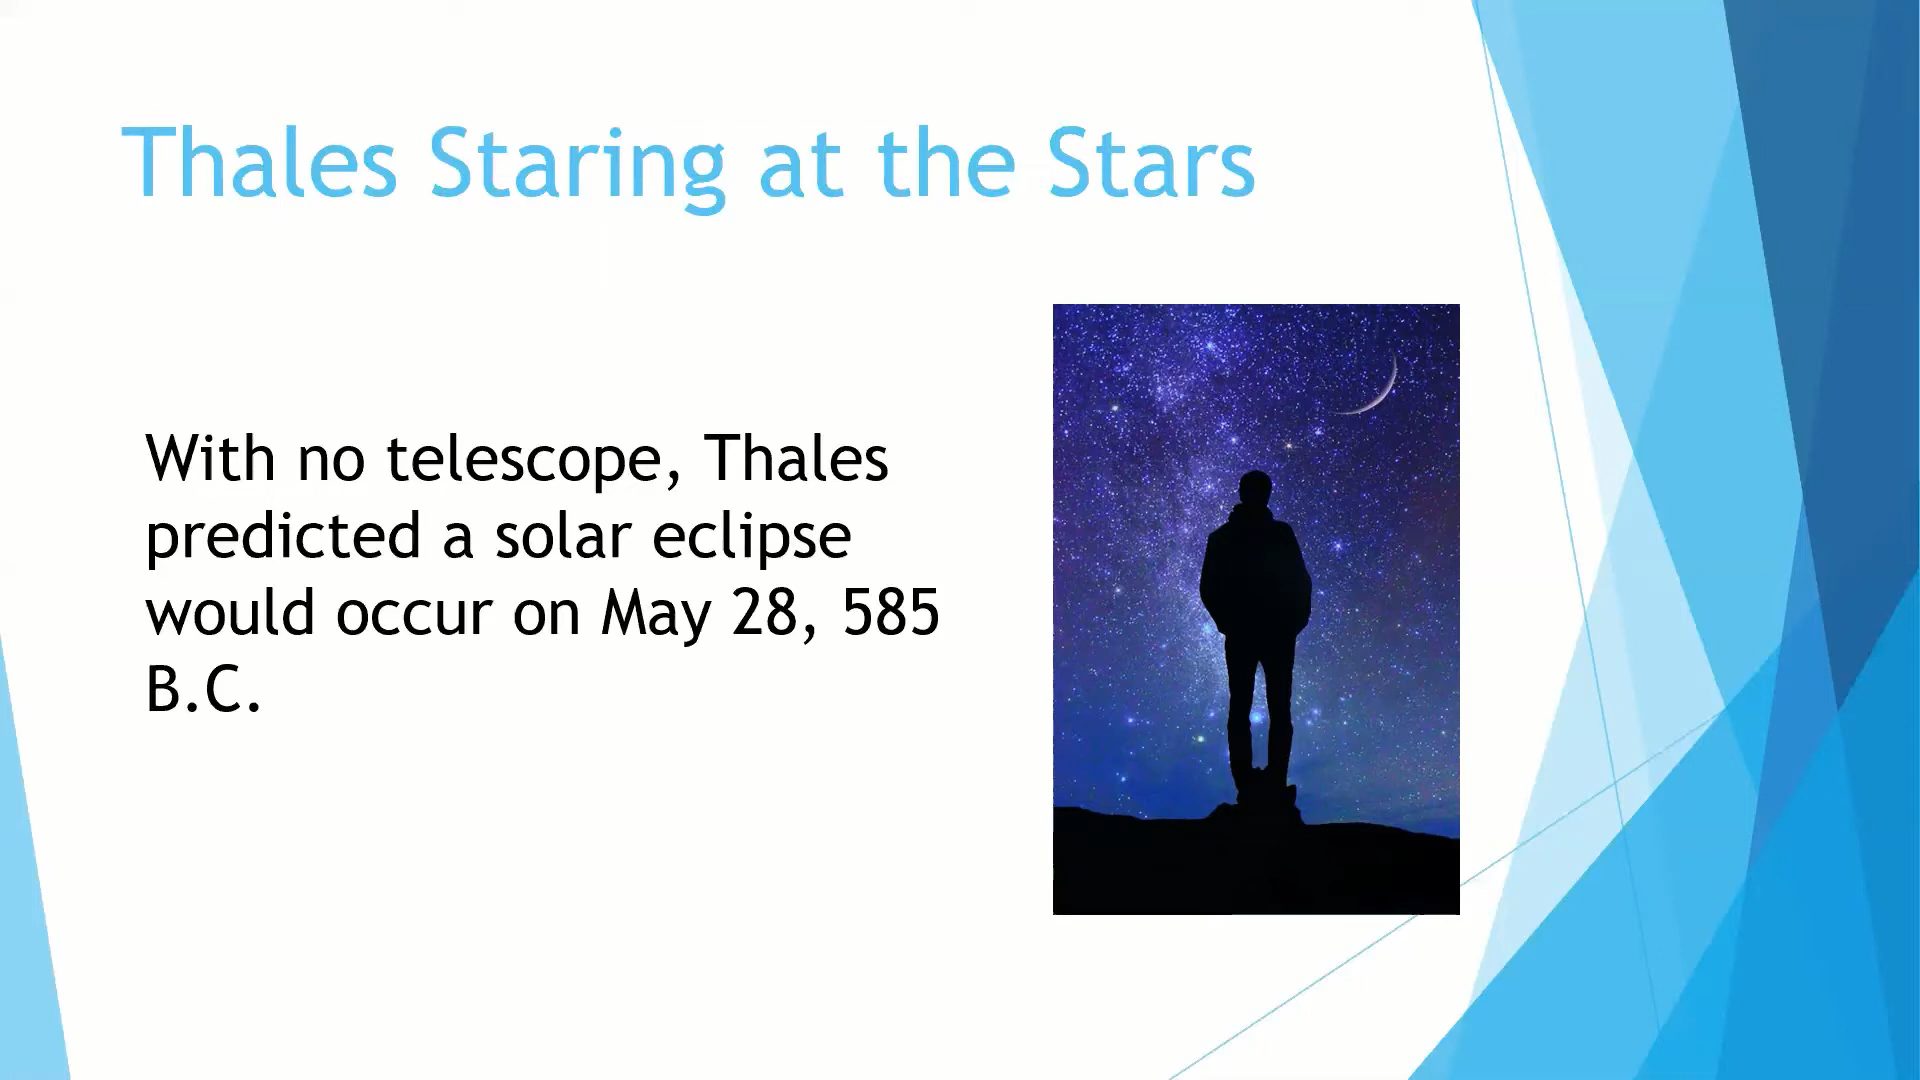 Thales Staring at the Stars
With no telescope, Thales
predicted a solar eclipse
would occur on May 28, 585
B.C.